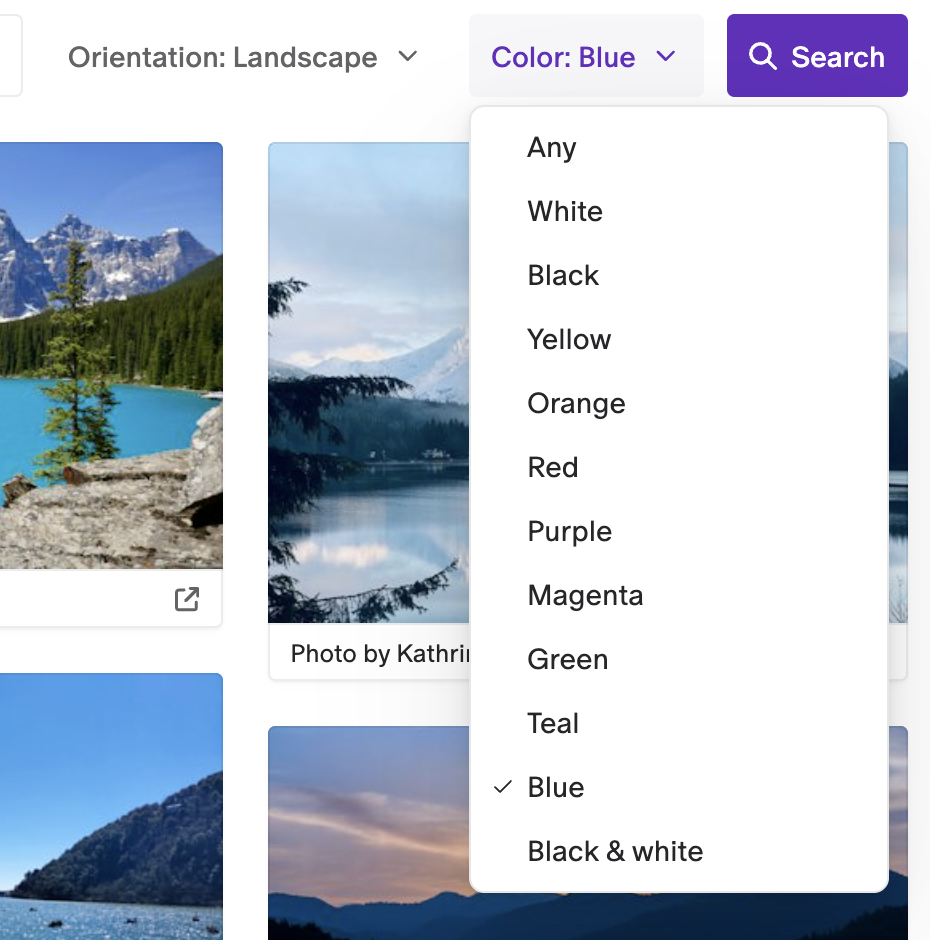 Orientation: Landscape
Color: Blue
Search
Any
White
Black
Yellow
Orange
Red
Purple
Magenta
Green
Teal
Blue
Black & white
Photo by